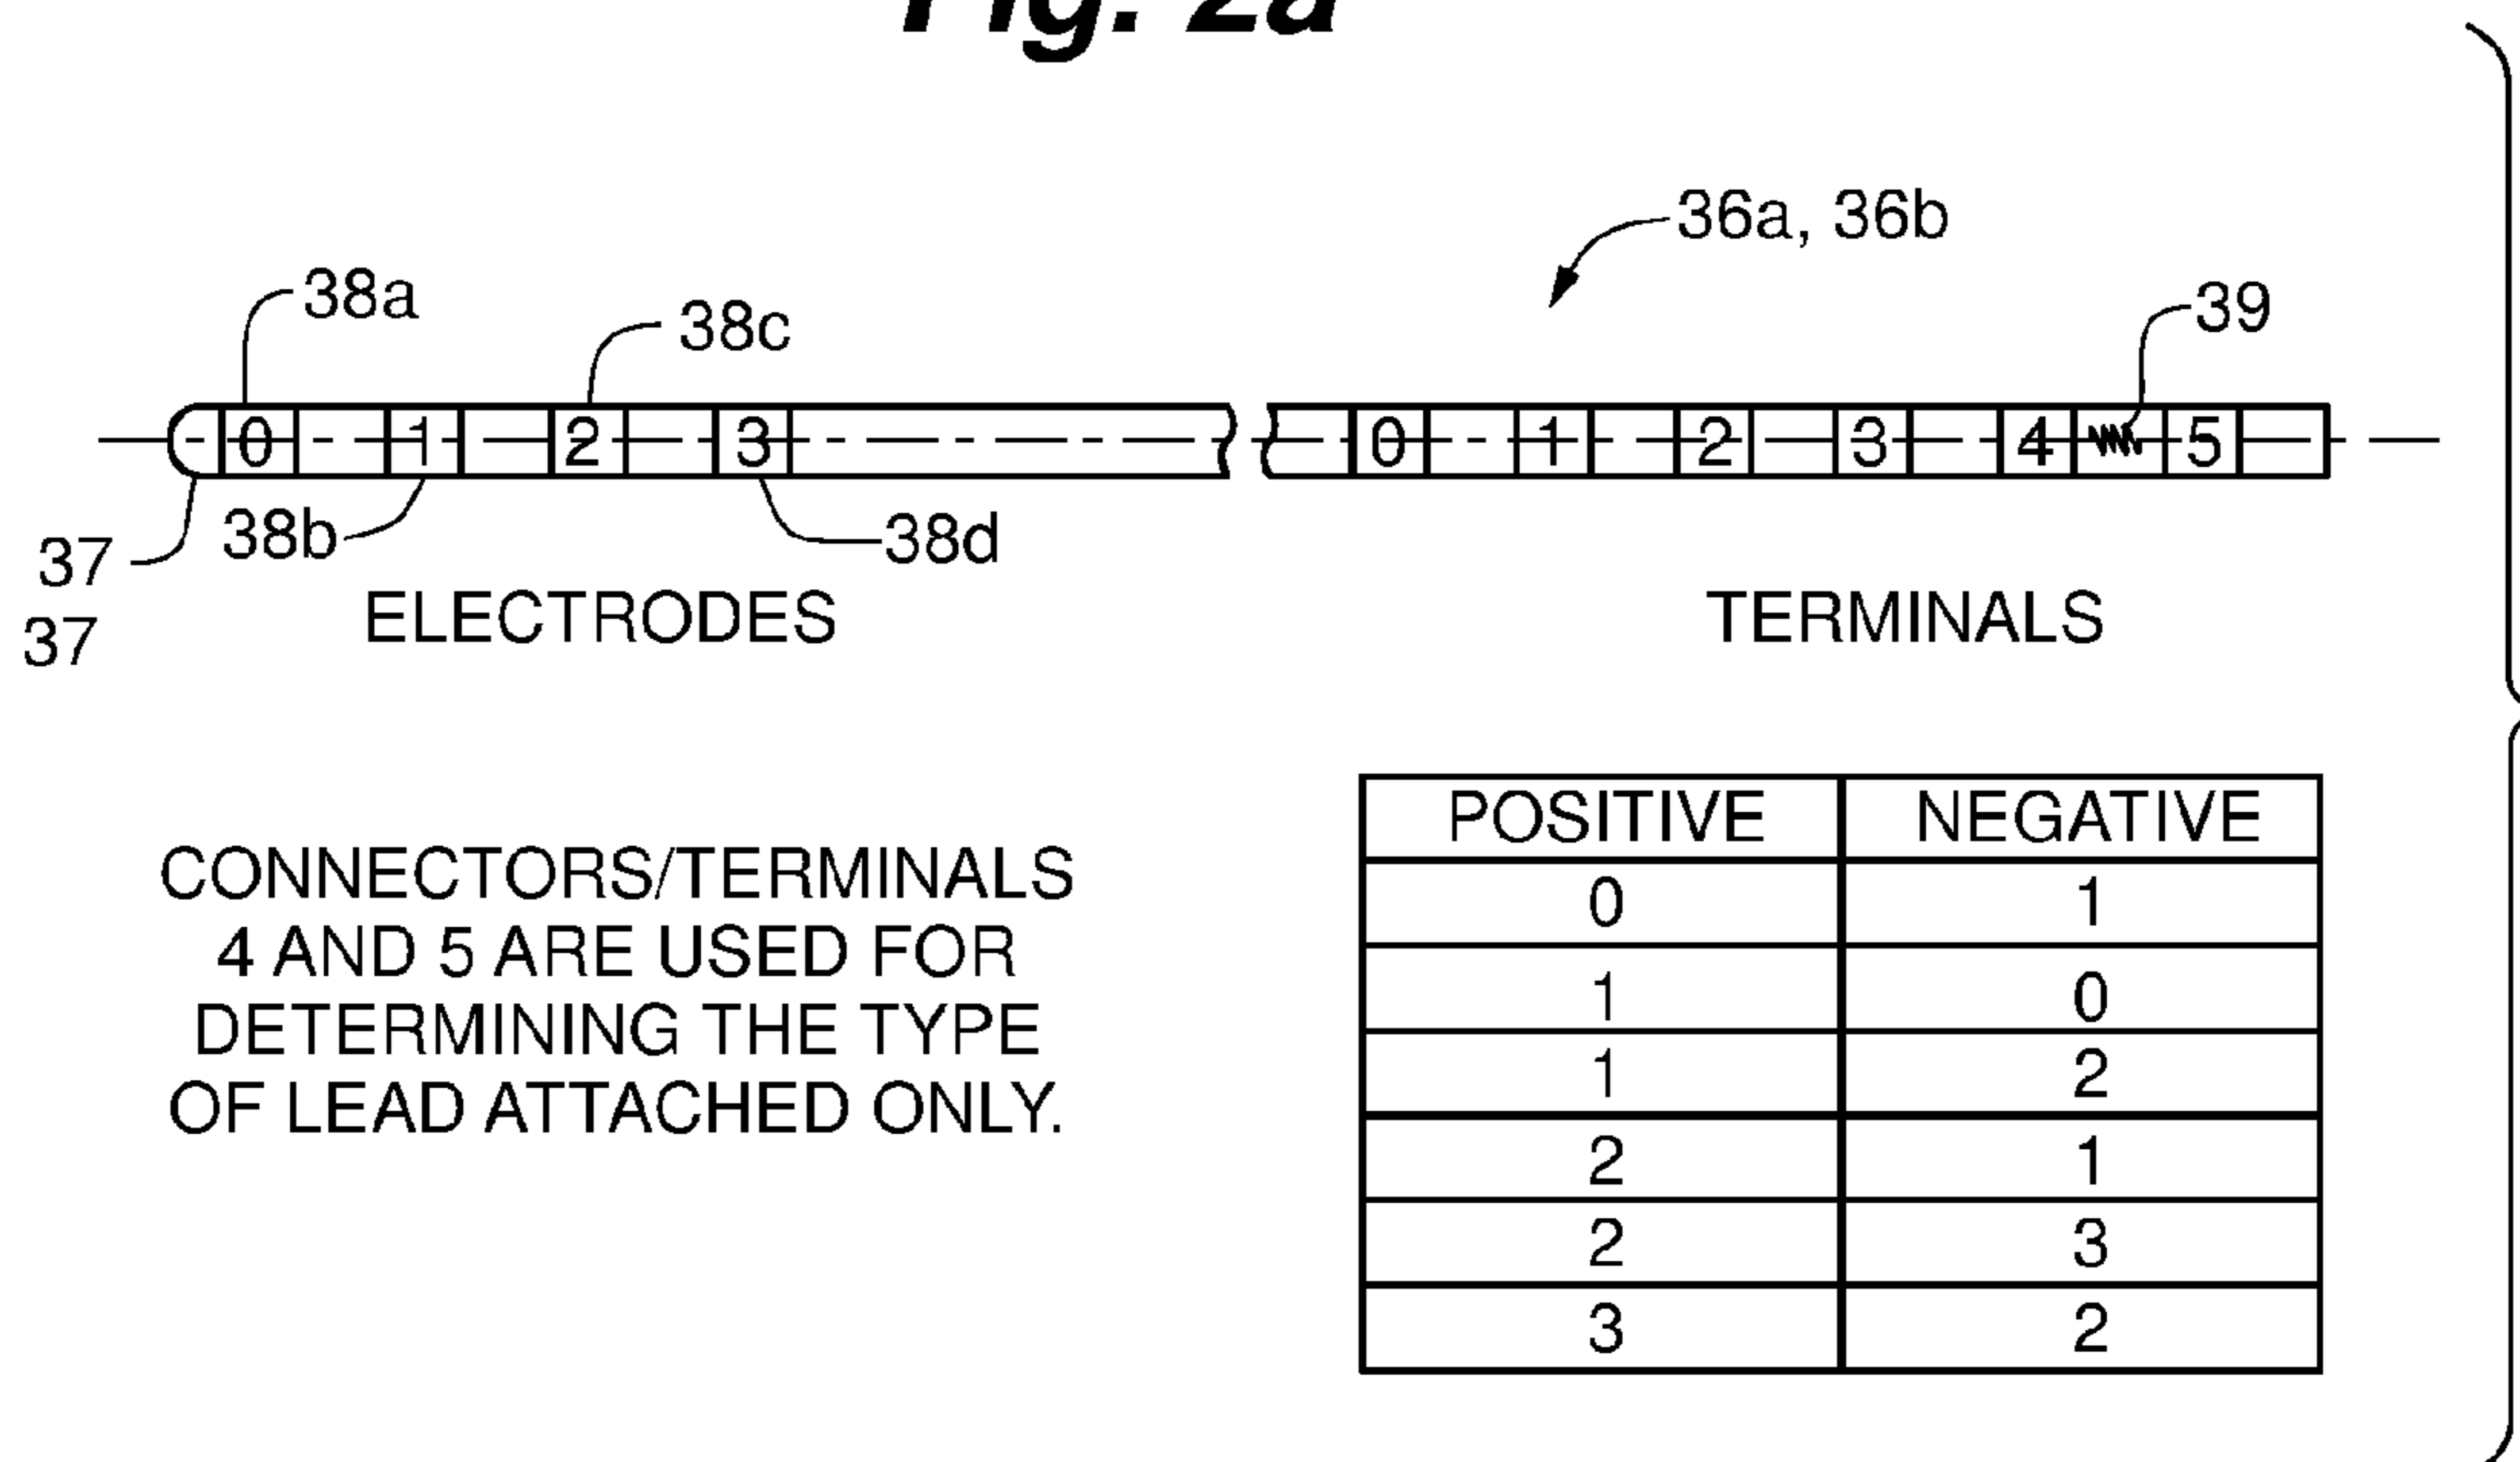 Fig. 2a
36a, 36b
38a
38c
39
0 1 2 3 0 1 2 3 4 5
37 38b 38d
37
ELECTRODES
TERMINALS
CONNECTORS/TERMINALS
4 AND 5 ARE USED FOR
DETERMINING THE TYPE
OF LEAD ATTACHED ONLY.
POSITIVE NEGATIVE
0 1
1 0
1 2
2 1
2 3
3 2